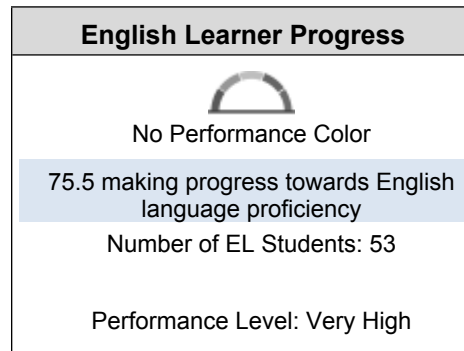 English Learner Progress
No Performance Color
75.5 making progress towards English
language proficiency
Number of EL Students: 53
Performance Level: Very High